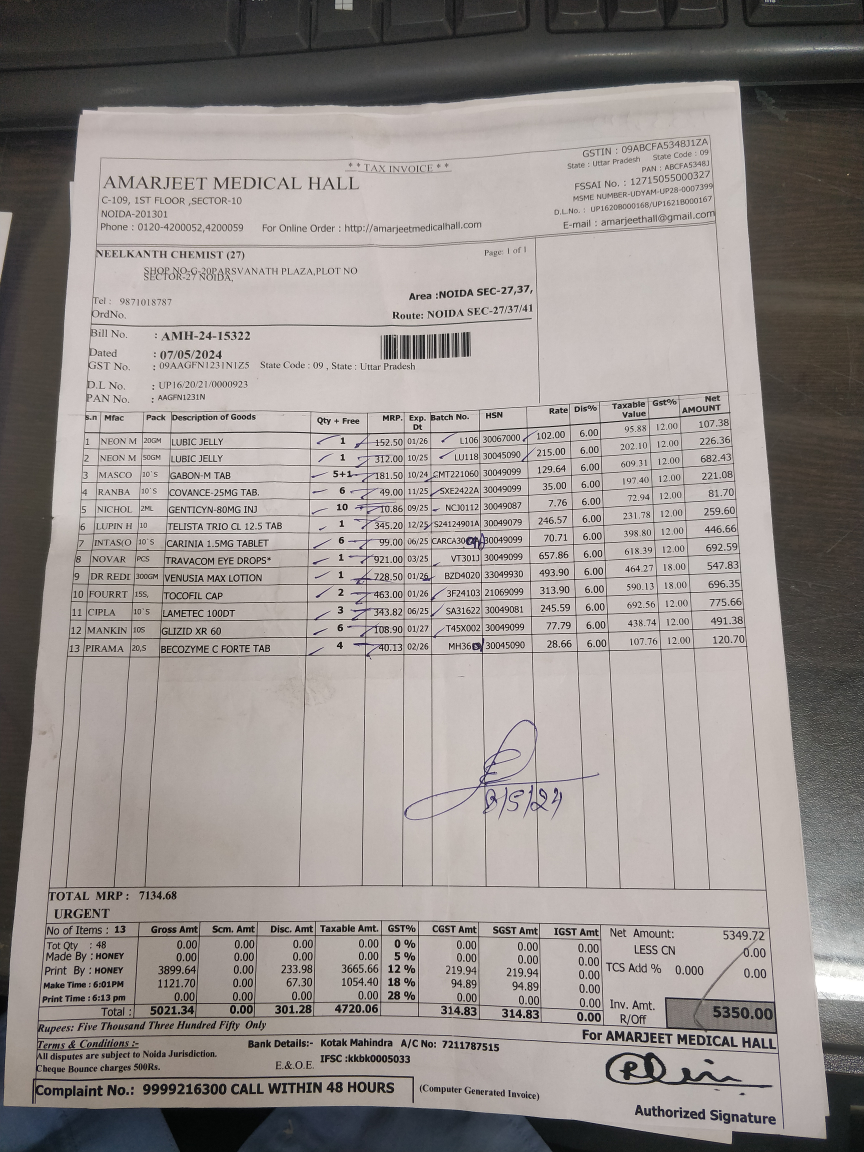 * * TAX INVOICE * *
GSTIN : 09ABCFA5348J1ZA
State : Uttar Pradesh State Code : 09
PAN : ABCFA5348J
FSSAI No. : 12715055000327
MSME NUMBER-UDYAM-UP28-0007399
D.L.No. : UP1620B000168/UP1621B000167
E-mail : amarjeethall@gmail.com
AMARJEET MEDICAL HALL
C-109, 1ST FLOOR ,SECTOR-10
NOIDA-201301
Phone : 0120-4200052,4200059 For Online Order : http://amarjeetmedicalhall.com
NEELKANTH CHEMIST (27) Page: 1 of 1
SHOP NO-G-20PARSVANATH PLAZA,PLOT NO
SECTOR-27 NOIDA,
Tel : 9871018787 Area :NOIDA SEC-27,37,
OrdNo. Route: NOIDA SEC-27/37/41
Bill No. : AMH-24-15322
Dated : 07/05/2024
GST No. : 09AAGFN1231N1Z5 State Code : 09 , State : Uttar Pradesh
D.L No. : UP16/20/21/0000923
PAN No. : AAGFN1231N
s.n Mfac Pack Description of Goods Qty + Free MRP. Exp. Dt Batch No. HSN Rate Dis% Taxable Value Gst% Net AMOUNT
1 NEON M 20GM LUBIC JELLY 1 152.50 01/26 L106 30067000 102.00 6.00 95.88 12.00 107.38
2 NEON M 50GM LUBIC JELLY 1 312.00 10/25 LU118 30045090 215.00 6.00 202.10 12.00 226.36
3 MASCO 10`S GABON-M TAB 5+1 181.50 10/24 CMT221060 30049099 129.64 6.00 609.31 12.00 682.43
4 RANBA 10`S COVANCE-25MG TAB. 6 49.00 11/25 SXE2422A 30049099 35.00 6.00 197.40 12.00 221.08
5 NICHOL 2ML GENTICYN-80MG INJ 10 10.86 09/25 NCJ0112 30049087 7.76 6.00 72.94 12.00 81.70
6 LUPIN H 10 TELISTA TRIO CL 12.5 TAB 1 345.20 12/25 S24124901A 30049079 246.57 6.00 231.78 12.00 259.60
7 INTAS(O 10`S CARINIA 1.5MG TABLET 6 99.00 06/25 CARCA30 30049099 70.71 6.00 398.80 12.00 446.66
8 NOVAR PCS TRAVACOM EYE DROPS* 1 921.00 03/25 VT301J 30049099 657.86 6.00 618.39 12.00 692.59
9 DR REDI 300GM VENUSIA MAX LOTION 1 728.50 01/26 BZD4020 33049930 493.90 6.00 464.27 18.00 547.83
10 FOURRT 15S, TOCOFIL CAP 2 463.00 01/26 3F24103 21069099 313.90 6.00 590.13 18.00 696.35
11 CIPLA 10`S LAMETEC 100DT 3 343.82 06/25 SA31622 30049081 245.59 6.00 692.56 12.00 775.66
12 MANKIN 10S GLIZID XR 60 6 108.90 01/27 T45X002 30049099 77.79 6.00 438.74 12.00 491.38
13 PIRAMA 20,S BECOZYME C FORTE TAB 4 40.13 02/26 MH36 30045090 28.66 6.00 107.76 12.00 120.70
8/5/24
TOTAL MRP : 7134.68
URGENT
No of Items : 13 Gross Amt Scm. Amt Disc. Amt Taxable Amt. GST% CGST Amt SGST Amt IGST Amt Net Amount: 5349.72
Tot Qty : 48 0.00 0.00 0.00 0.00 0 % 0.00 0.00 0.00 LESS CN 0.00
Made By : HONEY 0.00 0.00 0.00 0.00 5 % 0.00 0.00 0.00
Print By : HONEY 3899.64 0.00 233.98 3665.66 12 % 219.94 219.94 0.00 TCS Add % 0.000 0.00
Make Time : 6:01PM 1121.70 0.00 67.30 1054.40 18 % 94.89 94.89 0.00
Print Time : 6:13 pm 0.00 0.00 0.00 0.00 28 % 0.00 0.00 0.00 Inv. Amt. 5350.00
Total : 5021.34 0.00 301.28 4720.06 314.83 314.83 0.00 R/Off
Rupees: Five Thousand Three Hundred Fifty Only
For AMARJEET MEDICAL HALL
Terms & Conditions :- Bank Details:- Kotak Mahindra A/C No: 7211787515
All disputes are subject to Noida Jurisdiction. IFSC :kkbk0005033
Cheque Bounce charges 500Rs. E.&.O.E.
Complaint No.: 9999216300 CALL WITHIN 48 HOURS (Computer Generated Invoice)
Authorized Signature